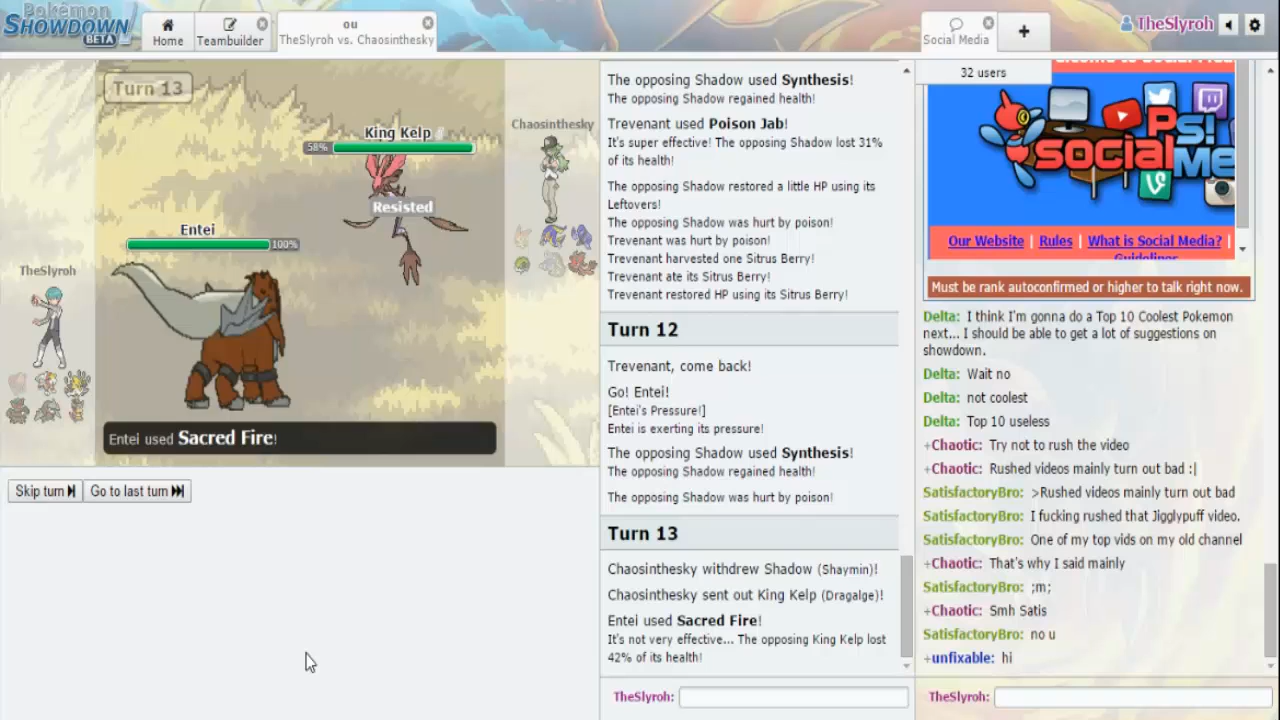 Pokémon
SHOWDOWN
BETA
Home
Teambuilder
ou
TheSlyroh vs. Chaosinthesky
Social Media
+
TheSlyroh
Turn 13
King Kelp
58%
Resisted
Entei
100%
Chaosinthesky
TheSlyroh
Entei used Sacred Fire!
Skip turn
Go to last turn
The opposing Shadow used Synthesis!
The opposing Shadow regained health!
Trevenant used Poison Jab!
It's super effective! The opposing Shadow lost 31%
of its health!
The opposing Shadow restored a little HP using its
Leftovers!
The opposing Shadow was hurt by poison!
Trevenant was hurt by poison!
Trevenant harvested one Sitrus Berry!
Trevenant ate its Sitrus Berry!
Trevenant restored HP using its Sitrus Berry!
Turn 12
Trevenant, come back!
Go! Entei!
[Entei's Pressure!]
Entei is exerting its pressure!
The opposing Shadow used Synthesis!
The opposing Shadow regained health!
The opposing Shadow was hurt by poison!
Turn 13
Chaosinthesky withdrew Shadow (Shaymin)!
Chaosinthesky sent out King Kelp (Dragalge)!
Entei used Sacred Fire!
It's not very effective... The opposing King Kelp lost
42% of its health!
TheSlyroh:
32 users
PS!
social Me
Our Website | Rules | What is Social Media? |
Guidelines
Must be rank autoconfirmed or higher to talk right now.
Delta: I think I'm gonna do a Top 10 Coolest Pokemon
next... I should be able to get a lot of suggestions on
showdown.
Delta: Wait no
Delta: not coolest
Delta: Top 10 useless
+Chaotic: Try not to rush the video
+Chaotic: Rushed videos mainly turn out bad :|
SatisfactoryBro: >Rushed videos mainly turn out bad
SatisfactoryBro: I fucking rushed that Jigglypuff video.
SatisfactoryBro: One of my top vids on my old channel
+Chaotic: That's why I said mainly
SatisfactoryBro: ;m;
+Chaotic: Smh Satis
SatisfactoryBro: no u
+unfixable: hi
TheSlyroh: